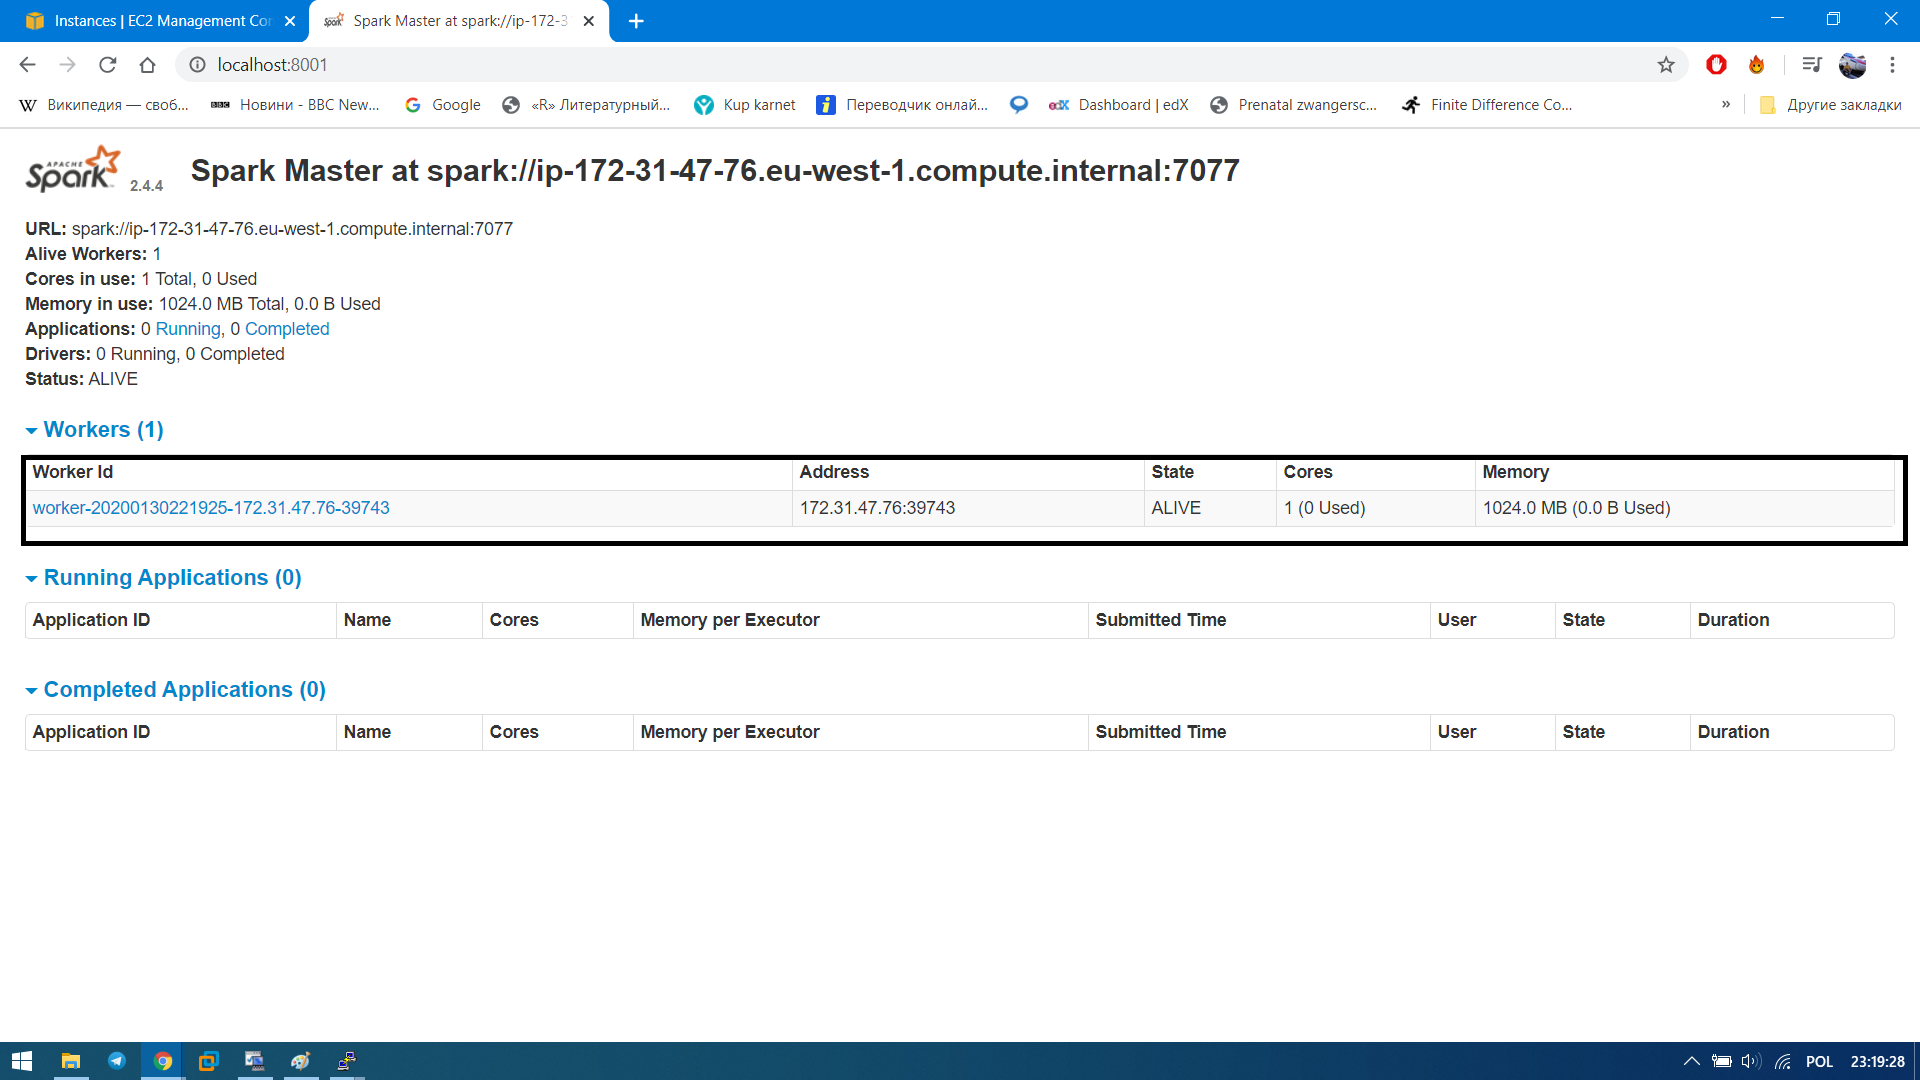 Instances | EC2 Management Con
Spark Master at spark://ip-172-3
localhost:8001
Википедия — своб...
BBC Новини - BBC New...
Google
«R» Литературный...
Kup karnet
Переводчик онлай...
edX Dashboard | edX
Prenatal zwangersc...
Finite Difference Co...
»
Другие закладки
APACHE Spark 2.4.4
Spark Master at spark://ip-172-31-47-76.eu-west-1.compute.internal:7077
URL: spark://ip-172-31-47-76.eu-west-1.compute.internal:7077
Alive Workers: 1
Cores in use: 1 Total, 0 Used
Memory in use: 1024.0 MB Total, 0.0 B Used
Applications: 0 Running, 0 Completed
Drivers: 0 Running, 0 Completed
Status: ALIVE
Workers (1)
Worker Id Address State Cores Memory
worker-20200130221925-172.31.47.76-39743 172.31.47.76:39743 ALIVE 1 (0 Used) 1024.0 MB (0.0 B Used)
Running Applications (0)
Application ID Name Cores Memory per Executor Submitted Time User State Duration
Completed Applications (0)
Application ID Name Cores Memory per Executor Submitted Time User State Duration
POL 23:19:28